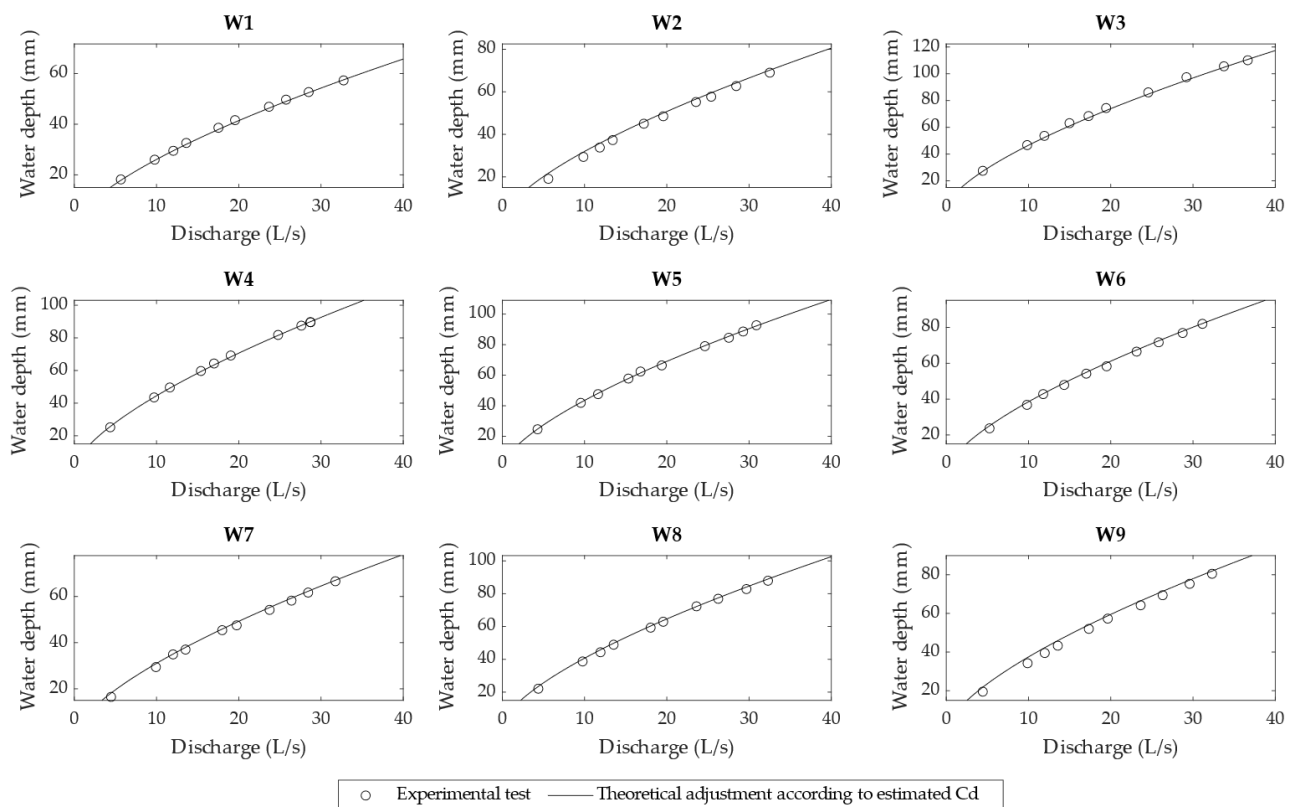 W1
W2
W3
Water depth (mm)
60
40
20
0 10 20 30 40
Discharge (L/s)
Water depth (mm)
80
60
40
20
0 10 20 30 40
Discharge (L/s)
Water depth (mm)
120
100
80
60
40
20
0 10 20 30 40
Discharge (L/s)
W4
W5
W6
Water depth (mm)
100
80
60
40
20
0 10 20 30 40
Discharge (L/s)
Water depth (mm)
100
80
60
40
20
0 10 20 30 40
Discharge (L/s)
Water depth (mm)
80
60
40
20
0 10 20 30 40
Discharge (L/s)
W7
W8
W9
Water depth (mm)
60
40
20
0 10 20 30 40
Discharge (L/s)
Water depth (mm)
100
80
60
40
20
0 10 20 30 40
Discharge (L/s)
Water depth (mm)
80
60
40
20
0 10 20 30 40
Discharge (L/s)
Experimental test Theoretical adjustment according to estimated Cd